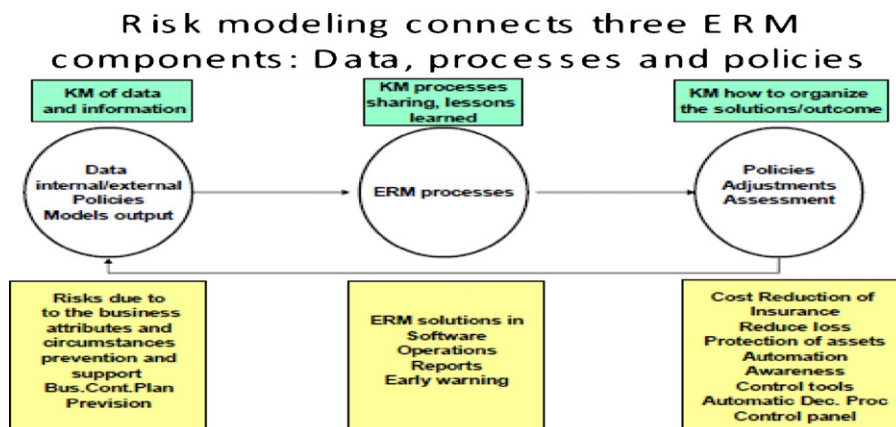 Risk modeling connects three ERM
components: Data, processes and policies
KM of data
and information
KM processes
sharing, lessons
learned
KM how to organize
the solutions/outcome
Data
internal/external
Policies
Models output
ERM processes
Policies
Adjustments
Assessment
Risks due to
to the business
attributes and
circumstances
prevention and
support
Bus.Cont.Plan
Prevision
ERM solutions in
Software
Operations
Reports
Early warning
Cost Reduction of
Insurance
Reduce loss
Protection of assets
Automation
Awareness
Control tools
Automatic Dec. Proc
Control panel